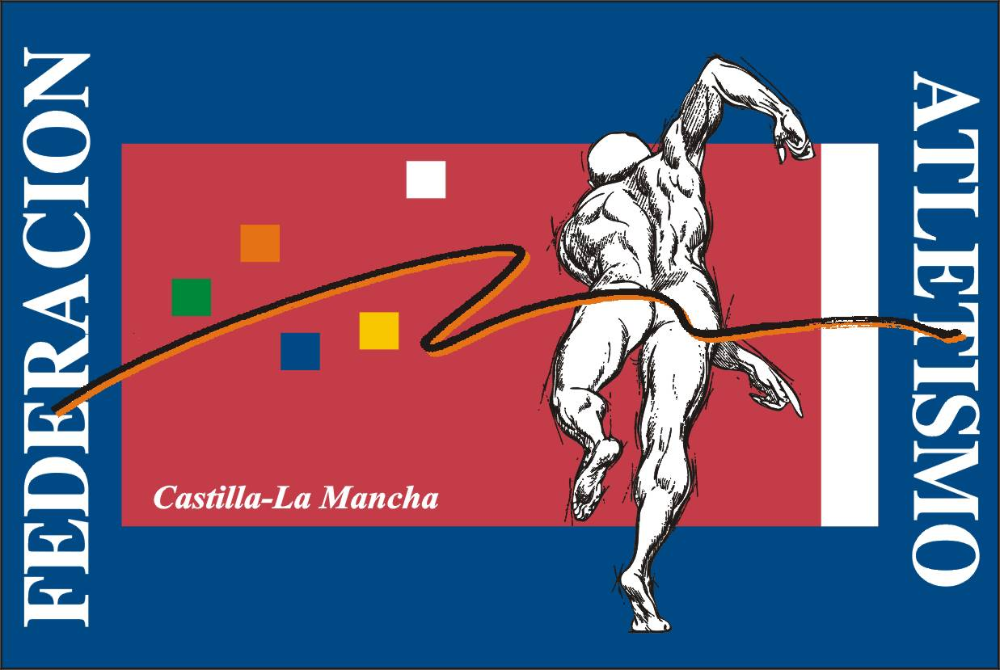 FEDERACION
ATLETISMO
Castilla-La Mancha